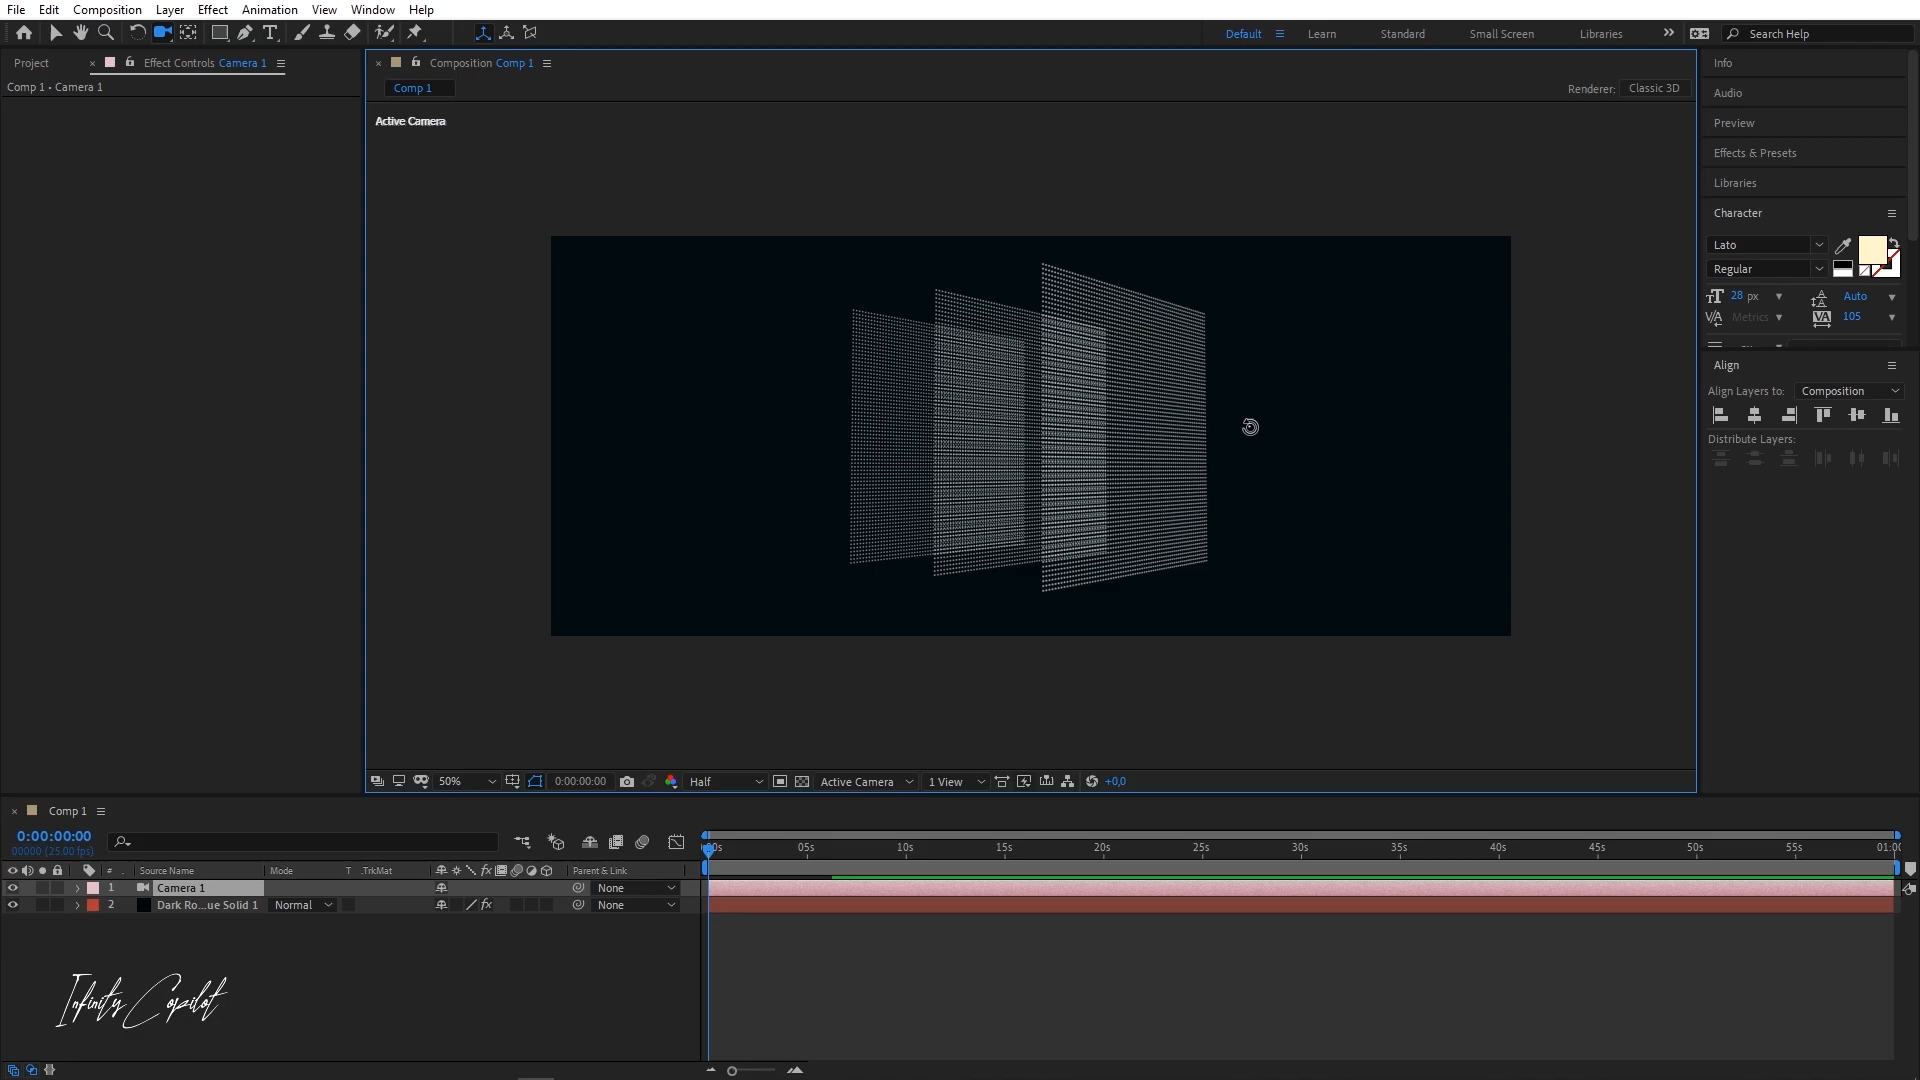 File Edit Composition Layer Effect Animation View Window Help
Default Learn Standard Small Screen Libraries Search Help
Project Effect Controls Camera 1
Comp 1 • Camera 1
Composition Comp 1
Comp 1
Renderer: Classic 3D
Active Camera
Info
Audio
Preview
Effects & Presets
Libraries
Character
Lato
Regular
28 px Auto
Metrics 105
Align
Align Layers to: Composition
Distribute Layers:
50% 0:00:00:00 Half Active Camera 1 View +0,0
Comp 1
0:00:00:00
00000 (25.00 fps)
05s 10s 15s 20s 25s 30s 35s 40s 45s 50s 55s
# Source Name Mode T .TrkMat Parent & Link
1 Camera 1 None
2 Dark Ro...ue Solid 1 Normal None
Infinity Copilot